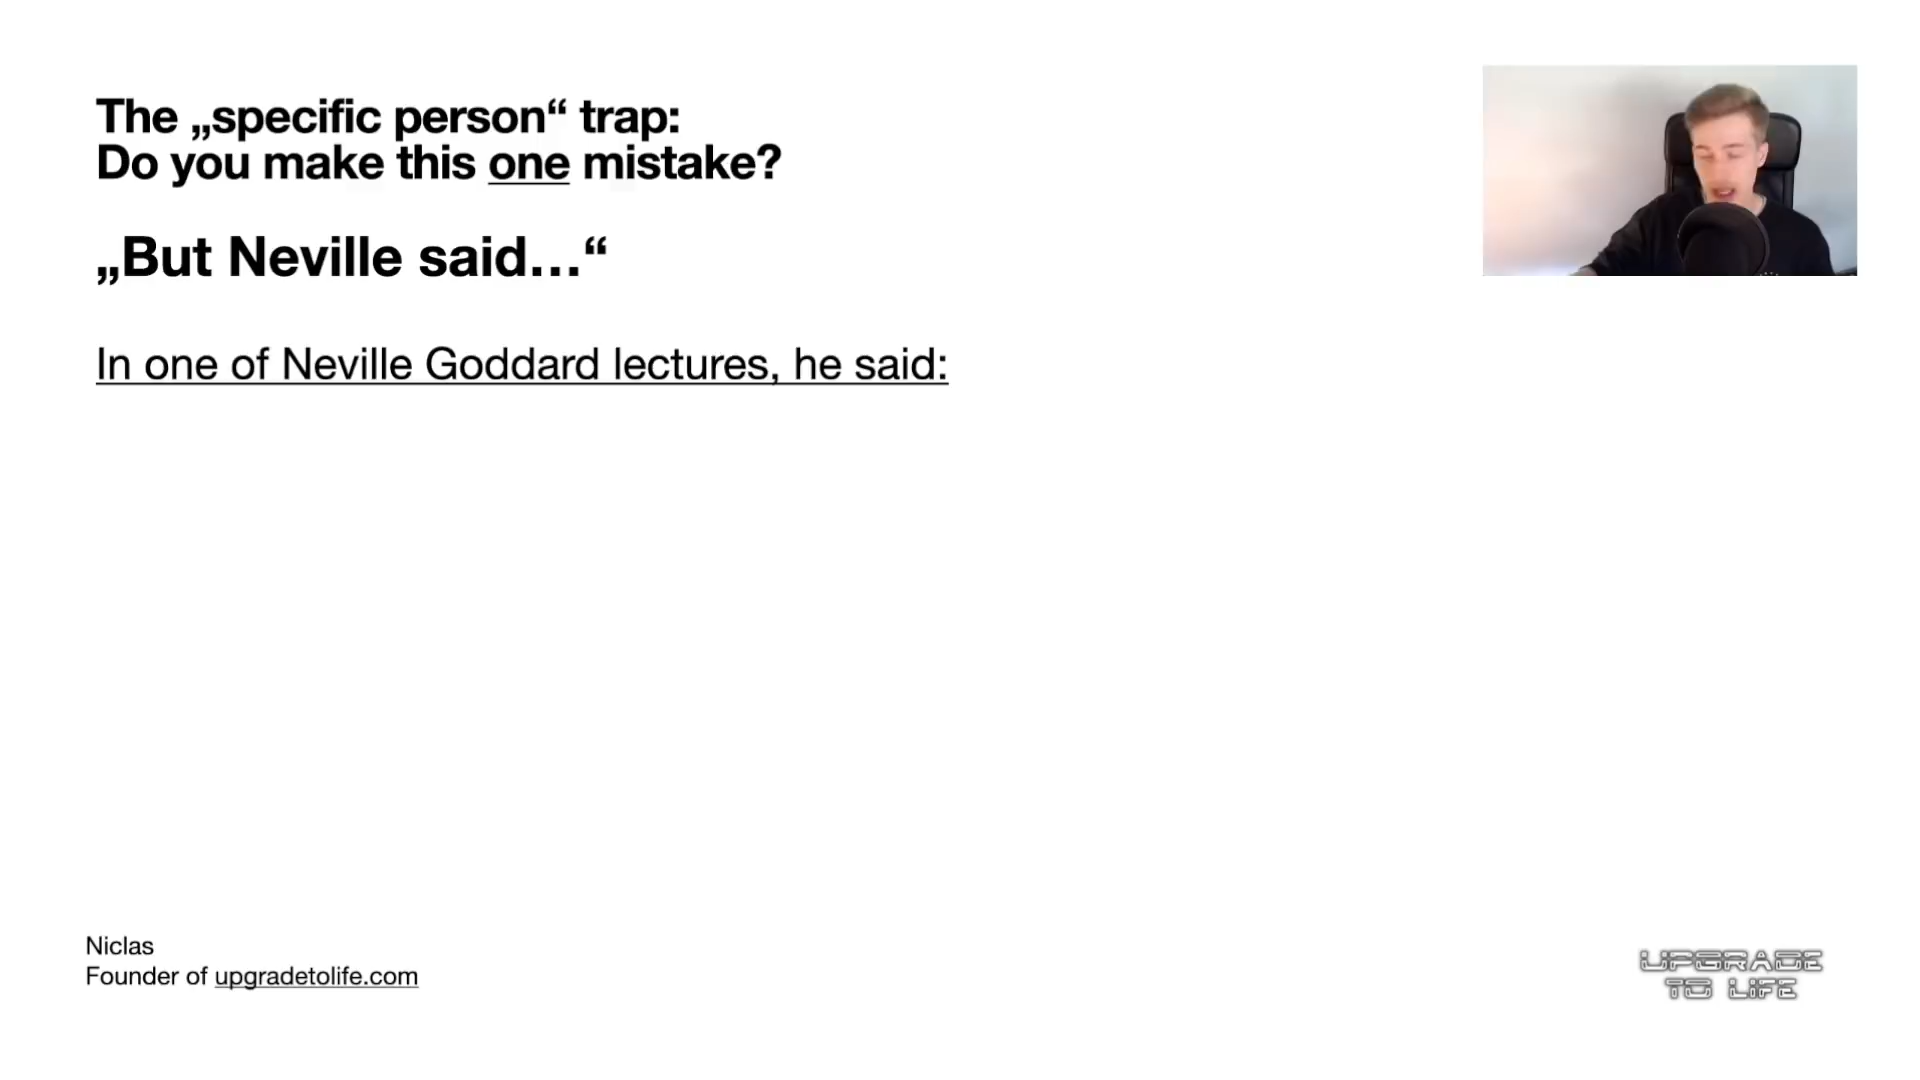 The „specific person“ trap:
Do you make this one mistake?
„But Neville said…“
In one of Neville Goddard lectures, he said:
Niclas
Founder of upgradetolife.com
UPGRADE
TO LIFE